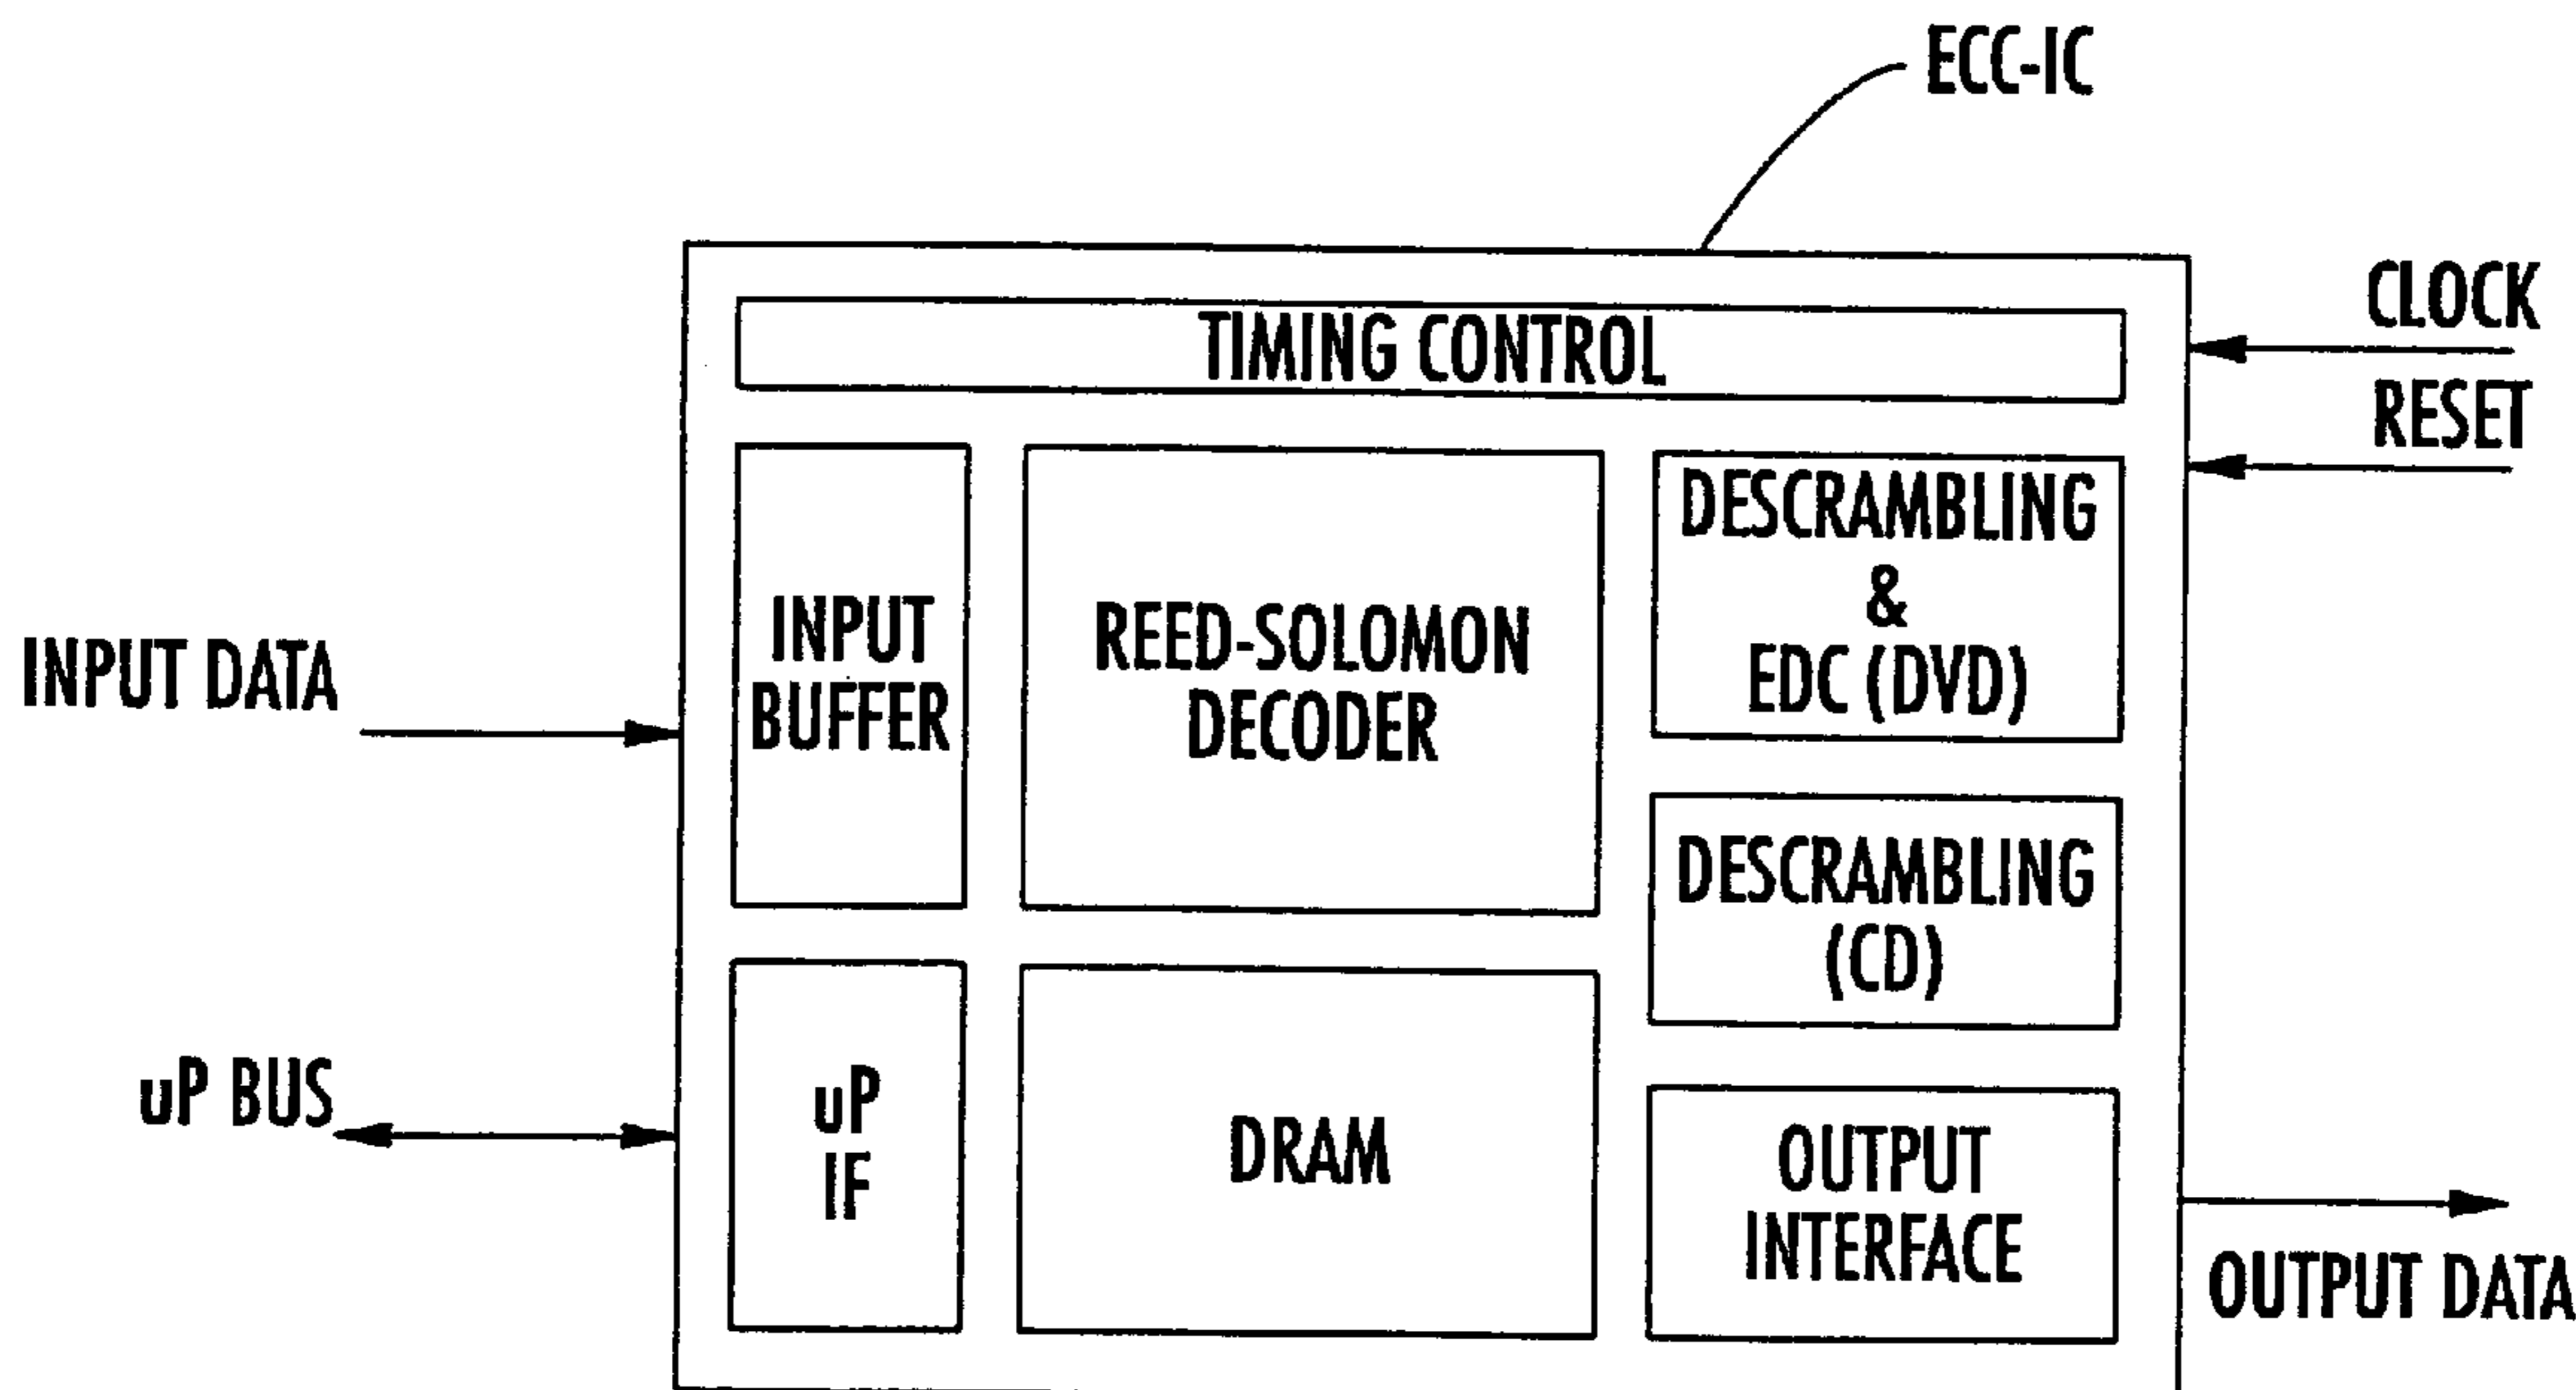 ECC-IC
CLOCK
RESET
TIMING CONTROL
INPUT DATA
INPUT
BUFFER
REED-SOLOMON
DECODER
DESCRAMBLING
&
EDC (DVD)
DESCRAMBLING
(CD)
uP BUS
uP
IF
DRAM
OUTPUT
INTERFACE
OUTPUT DATA